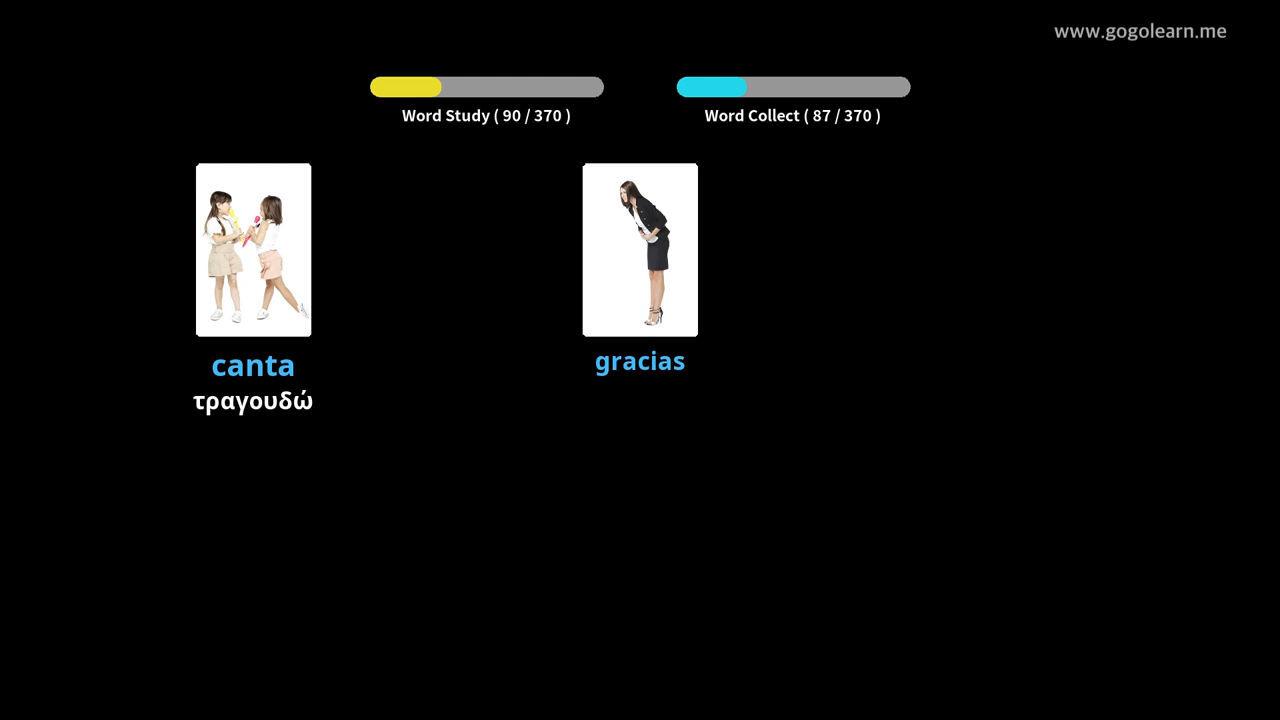 www.gogolearn.me
Word Study ( 90 / 370 )
Word Collect ( 87 / 370 )
canta
τραγουδώ
gracias